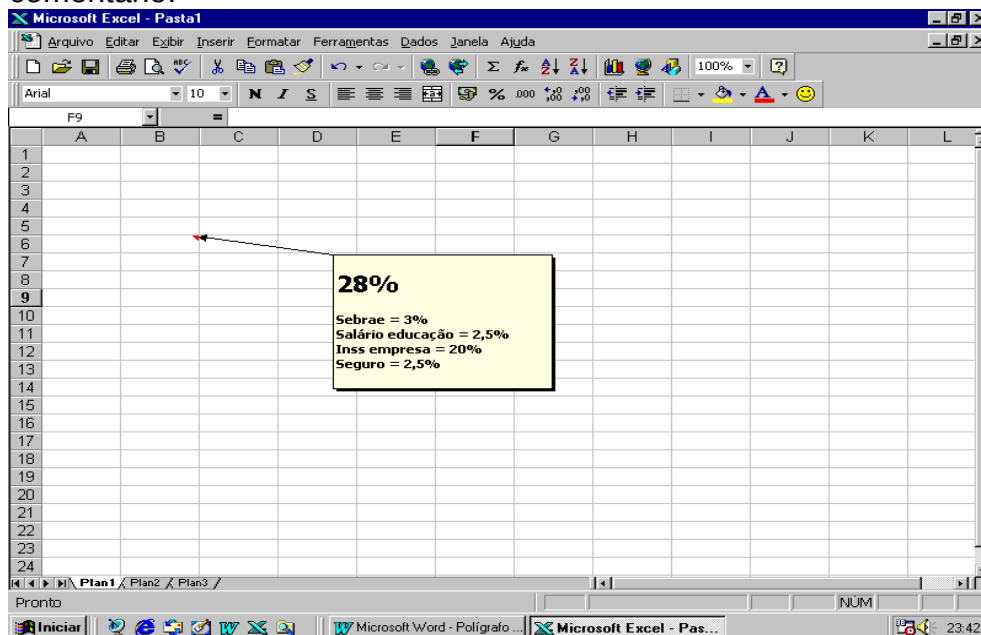 comentário.
Microsoft Excel - Pasta1
Arquivo Editar Exibir Inserir Formatar Ferramentas Dados Janela Ajuda
100%
Arial 10 N I S % 000
F9 =
A B C D E F G H I J K L
1
2
3
4
5
6
7
8
9
10
11
12
13
14
15
16
17
18
19
20
21
22
23
24
28%
Sebrae = 3%
Salário educação = 2,5%
Inss empresa = 20%
Seguro = 2,5%
Plan1 Plan2 Plan3
Pronto NÚM
Iniciar Microsoft Word - Polígrafo ... Microsoft Excel - Pas... 23:42